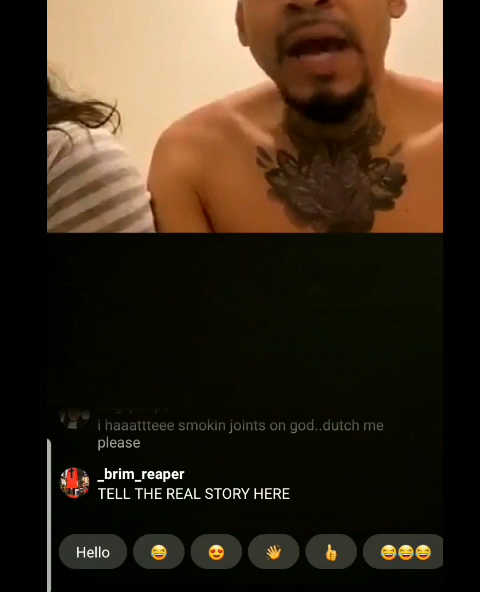 i haaattteee smokin joints on god..dutch me
please
_brim_reaper
TELL THE REAL STORY HERE
Hello